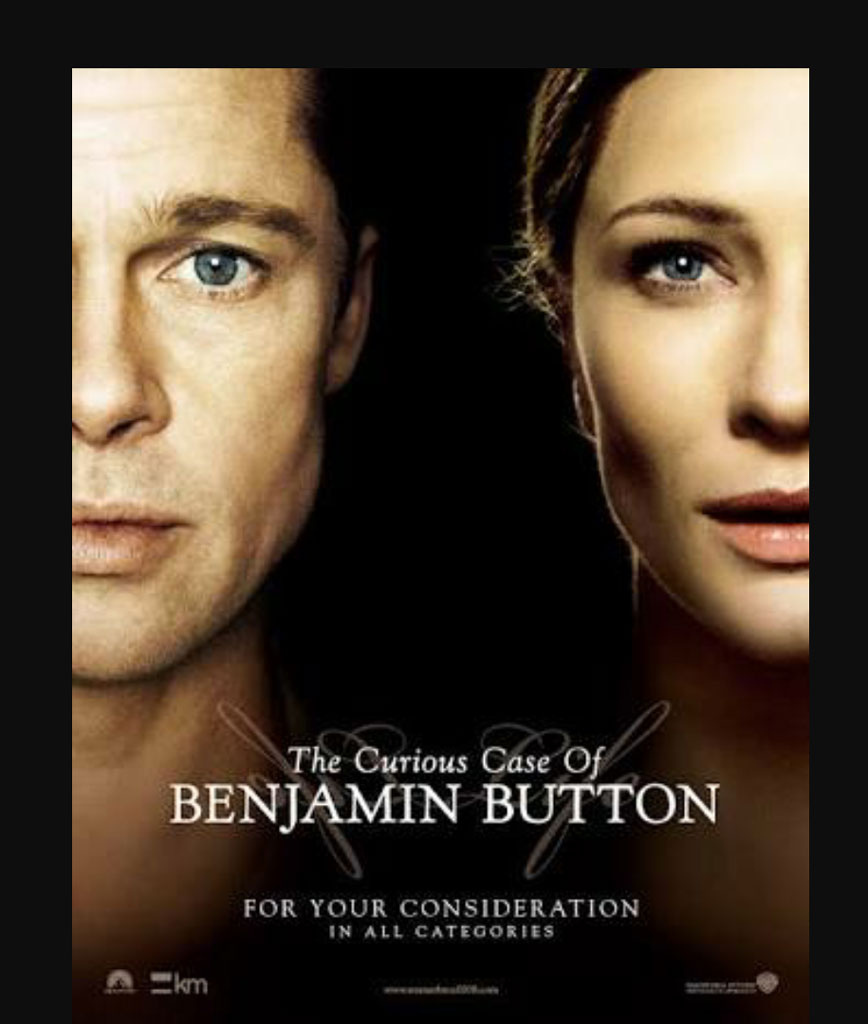 The Curious Case Of
BENJAMIN BUTTON
FOR YOUR CONSIDERATION
IN ALL CATEGORIES
km